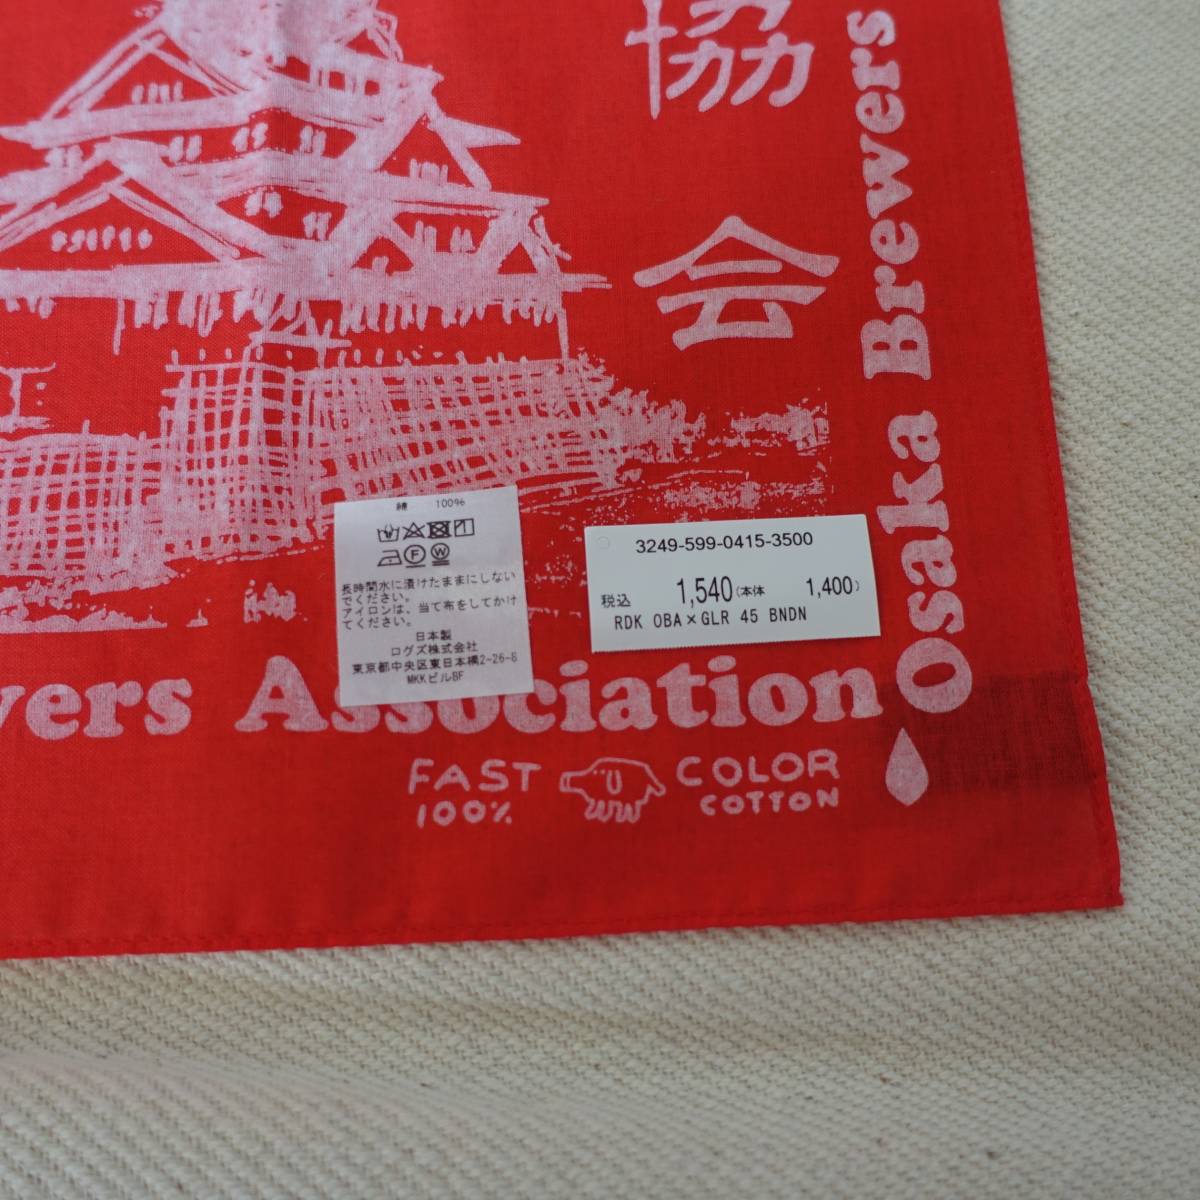 協
会
Osaka Brewers
綿 100%
長時間水に漬けたままにしない
でください。
アイロンは、当て布をしてかけ
てください。
日本製
ログズ株式会社
東京都中央区東日本橋2-26-8
MKKビル8F
3249-599-0415-3500
税込 1,540(本体 1,400)
RDK OBA×GLR 45 BNDN
wers Association
FAST COLOR
100% COTTON